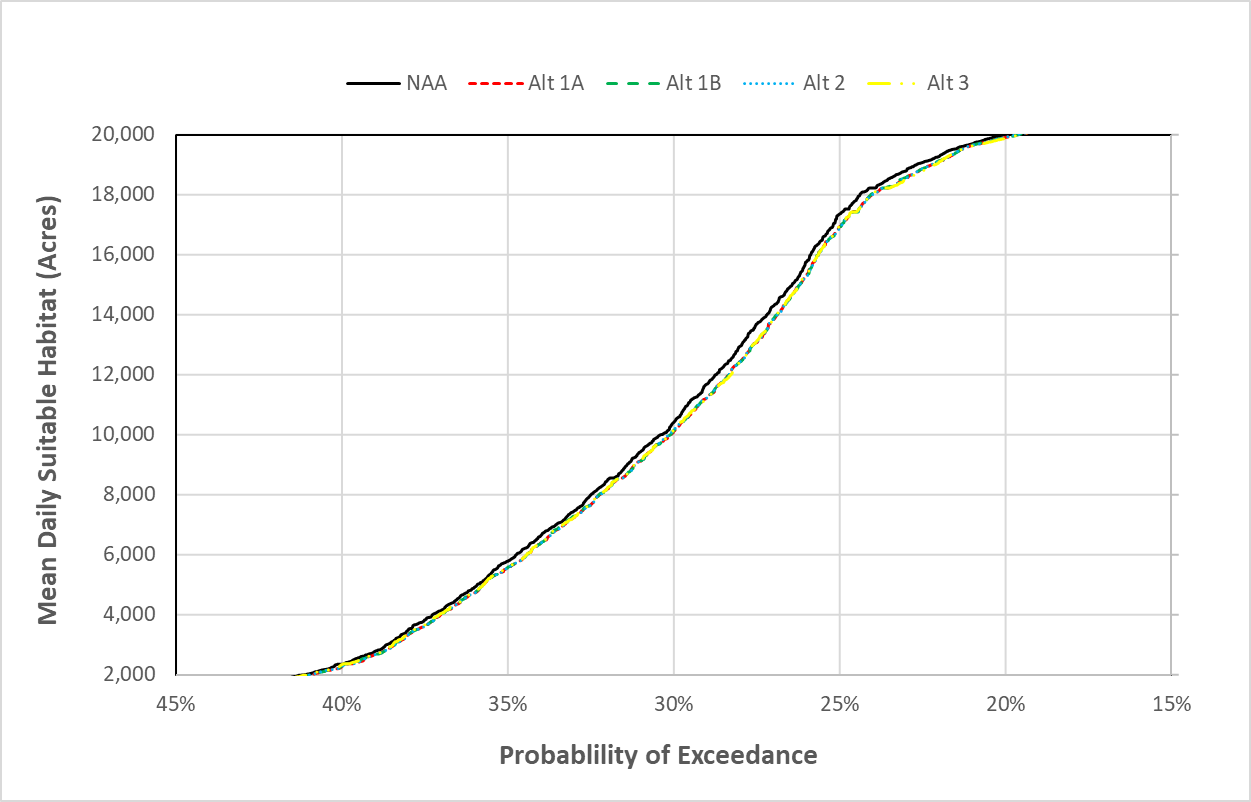 NAA Alt 1A Alt 1B Alt 2 Alt 3
20,000
18,000
16,000
14,000
12,000
10,000
8,000
6,000
4,000
2,000
Mean Daily Suitable Habitat (Acres)
45% 40% 35% 30% 25% 20% 15%
Probablility of Exceedance